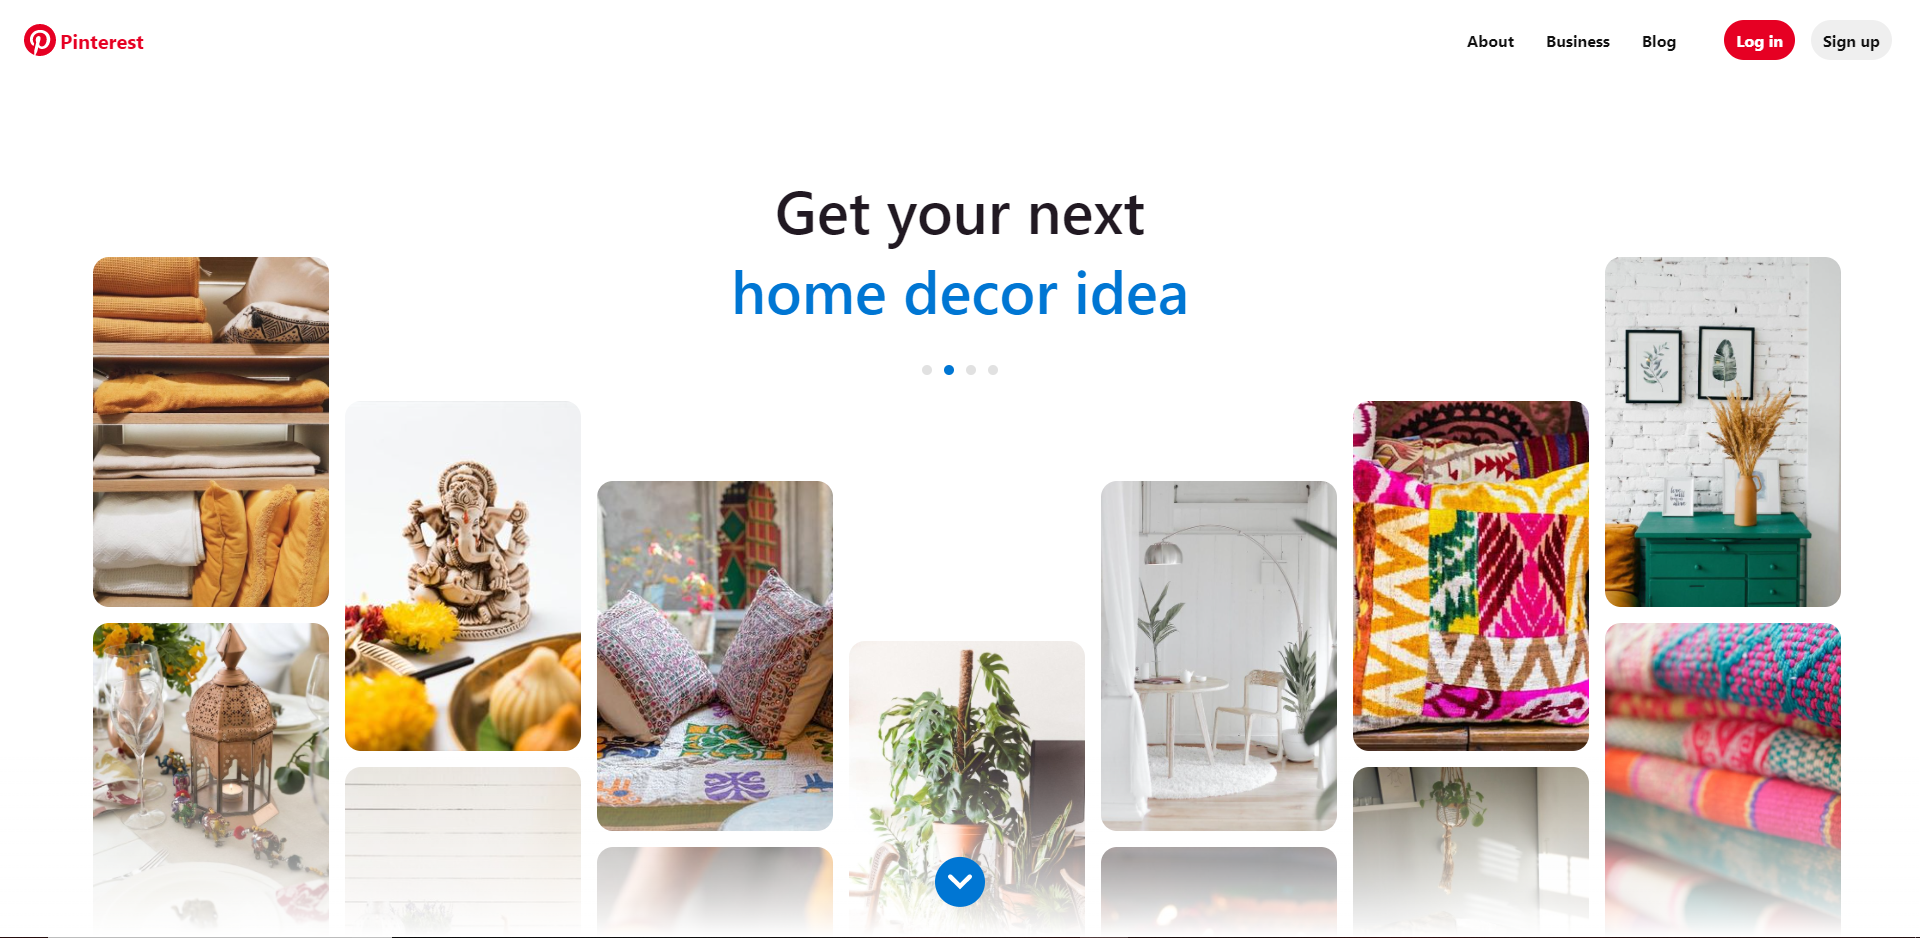 Pinterest
About
Business
Blog
Log in
Sign up
Get your next
home decor idea